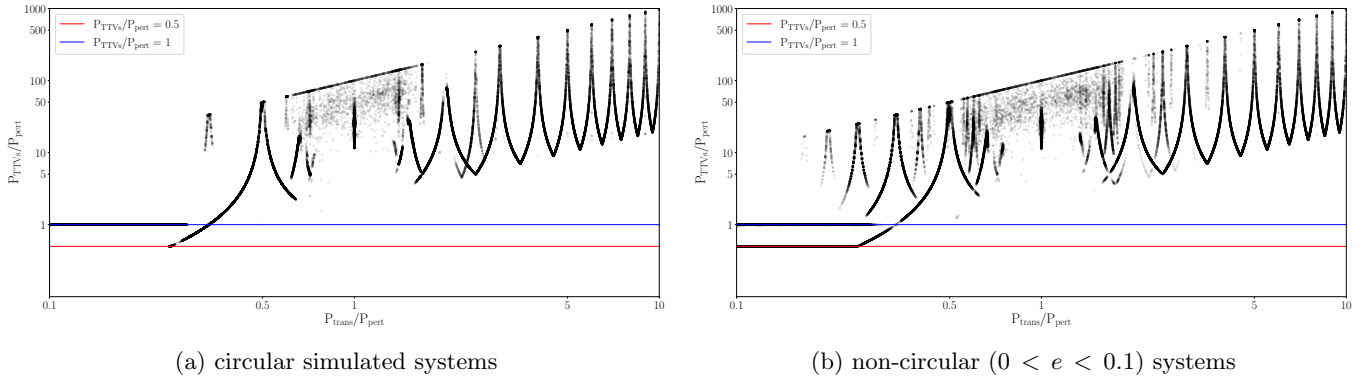 P_TTVs/P_pert = 0.5
P_TTVs/P_pert = 1
1000
500
100
50
10
5
1
P_TTVs/P_pert
0.1
0.5
1
5
10
P_trans/P_pert
(a) circular simulated systems
P_TTVs/P_pert = 0.5
P_TTVs/P_pert = 1
1000
500
100
50
10
5
1
P_TTVs/P_pert
0.1
0.5
1
5
10
P_trans/P_pert
(b) non-circular (0 < e < 0.1) systems